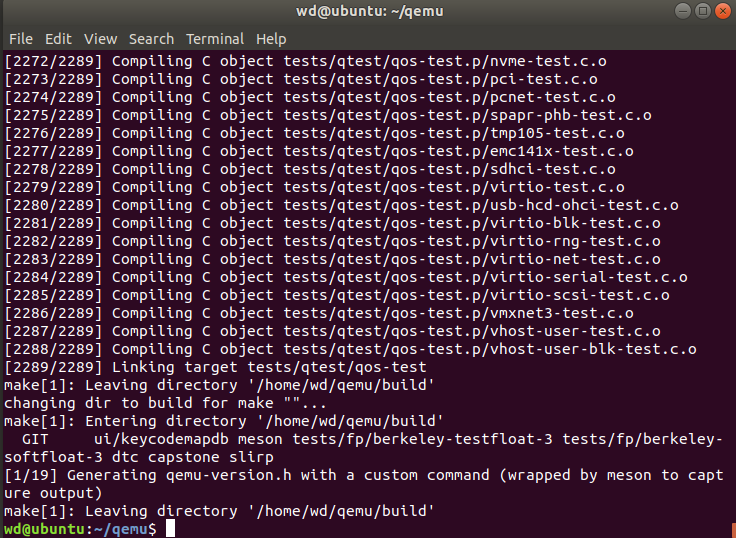 wd@ubuntu: ~/qemu
File Edit View Search Terminal Help
[2272/2289] Compiling C object tests/qtest/qos-test.p/nvme-test.c.o
[2273/2289] Compiling C object tests/qtest/qos-test.p/pci-test.c.o
[2274/2289] Compiling C object tests/qtest/qos-test.p/pcnet-test.c.o
[2275/2289] Compiling C object tests/qtest/qos-test.p/spapr-phb-test.c.o
[2276/2289] Compiling C object tests/qtest/qos-test.p/tmp105-test.c.o
[2277/2289] Compiling C object tests/qtest/qos-test.p/emc141x-test.c.o
[2278/2289] Compiling C object tests/qtest/qos-test.p/sdhci-test.c.o
[2279/2289] Compiling C object tests/qtest/qos-test.p/virtio-test.c.o
[2280/2289] Compiling C object tests/qtest/qos-test.p/usb-hcd-ohci-test.c.o
[2281/2289] Compiling C object tests/qtest/qos-test.p/virtio-blk-test.c.o
[2282/2289] Compiling C object tests/qtest/qos-test.p/virtio-rng-test.c.o
[2283/2289] Compiling C object tests/qtest/qos-test.p/virtio-net-test.c.o
[2284/2289] Compiling C object tests/qtest/qos-test.p/virtio-serial-test.c.o
[2285/2289] Compiling C object tests/qtest/qos-test.p/virtio-scsi-test.c.o
[2286/2289] Compiling C object tests/qtest/qos-test.p/vmxnet3-test.c.o
[2287/2289] Compiling C object tests/qtest/qos-test.p/vhost-user-test.c.o
[2288/2289] Compiling C object tests/qtest/qos-test.p/vhost-user-blk-test.c.o
[2289/2289] Linking target tests/qtest/qos-test
make[1]: Leaving directory '/home/wd/qemu/build'
changing dir to build for make ""...
make[1]: Entering directory '/home/wd/qemu/build'
  GIT     ui/keycodemapdb meson tests/fp/berkeley-testfloat-3 tests/fp/berkeley-
softfloat-3 dtc capstone slirp
[1/19] Generating qemu-version.h with a custom command (wrapped by meson to capt
ure output)
make[1]: Leaving directory '/home/wd/qemu/build'
wd@ubuntu:~/qemu$